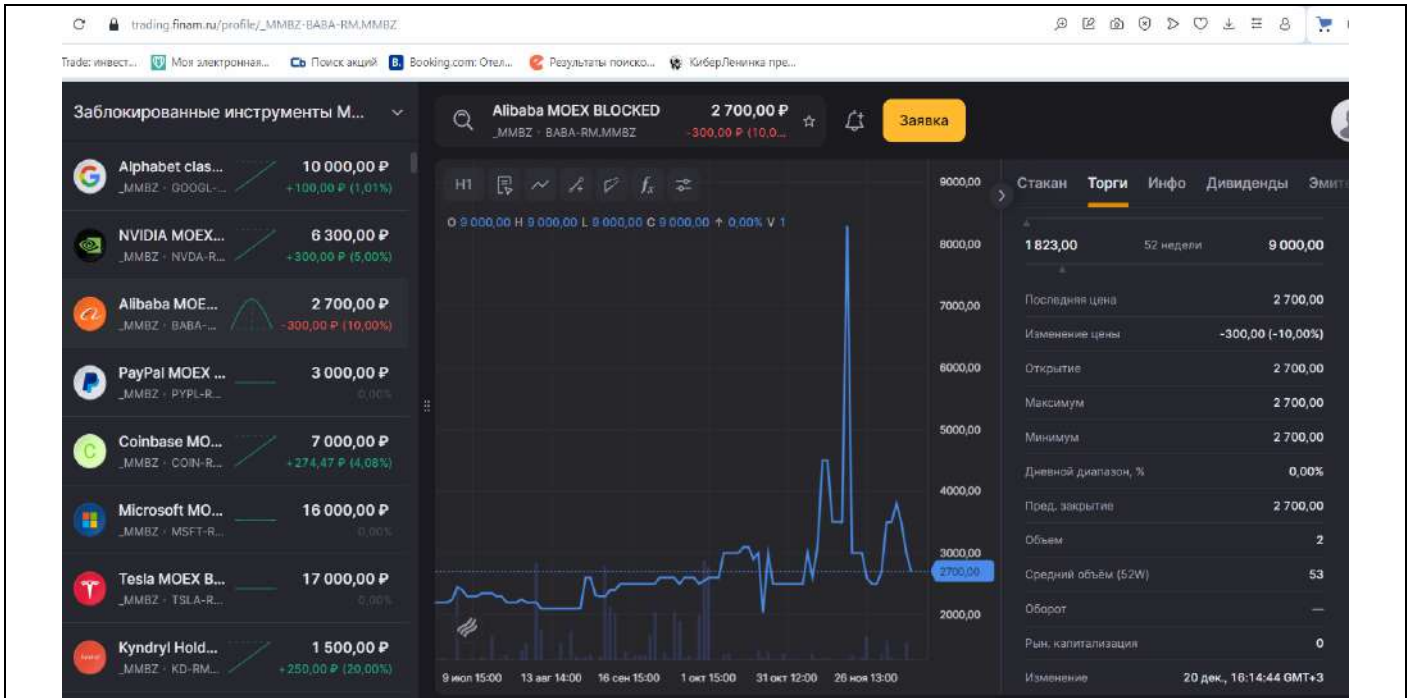 trading.finam.ru/profile/_MMBZ-BABA-RM.MMBZ
Trade: инвест... Моя электронная... Поиск акций Booking.com: Отел... Результаты поиско... КиберЛенинка пре...
Заблокированные инструменты М...
Alphabet clas... 10 000,00 ₽
_MMBZ · GOOGL-... +100,00 ₽ (1,01%)
NVIDIA MOEX... 6 300,00 ₽
_MMBZ · NVDA-R... +300,00 ₽ (5,00%)
Alibaba MOE... 2 700,00 ₽
_MMBZ · BABA-... -300,00 ₽ (10,00%)
PayPal MOEX ... 3 000,00 ₽
_MMBZ · PYPL-R... 0,00%
Coinbase MO... 7 000,00 ₽
_MMBZ · COIN-R... +274,47 ₽ (4,08%)
Microsoft MO... 16 000,00 ₽
_MMBZ · MSFT-R... 0,00%
Tesla MOEX B... 17 000,00 ₽
_MMBZ · TSLA-R... 0,00%
Kyndryl Hold... 1 500,00 ₽
_MMBZ · KD-RM... +250,00 ₽ (20,00%)
Alibaba MOEX BLOCKED 2 700,00 ₽
_MMBZ · BABA-RM.MMBZ -300,00 ₽ (10,0...
Заявка
H1 fx
O 9 000,00 H 9 000,00 L 9 000,00 C 9 000,00 ↑ 0,00% V 1
9000,00
8000,00
7000,00
6000,00
5000,00
4000,00
3000,00
2700,00
2000,00
9 июл 15:00 13 авг 14:00 16 сен 15:00 1 окт 15:00 31 окт 12:00 26 ноя 13:00
Стакан Торги Инфо Дивиденды Эмит
1 823,00 52 недели 9 000,00
Последняя цена 2 700,00
Изменение цены -300,00 (-10,00%)
Открытие 2 700,00
Максимум 2 700,00
Минимум 2 700,00
Дневной диапазон, % 0,00%
Пред. закрытие 2 700,00
Объем 2
Средний объём (52W) 53
Оборот —
Рын. капитализация 0
Изменение 20 дек., 16:14:44 GMT+3